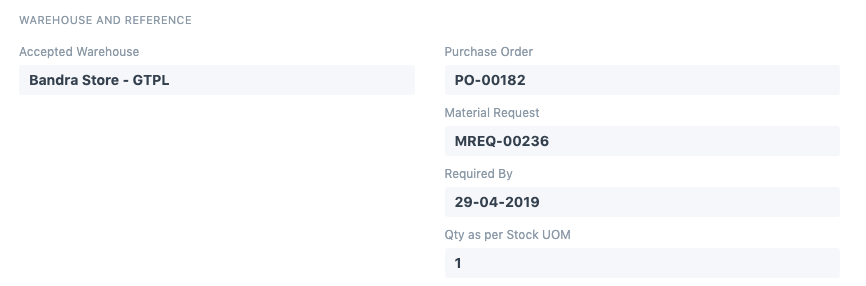 WAREHOUSE AND REFERENCE
Accepted Warehouse
Bandra Store - GTPL
Purchase Order
PO-00182
Material Request
MREQ-00236
Required By
29-04-2019
Qty as per Stock UOM
1